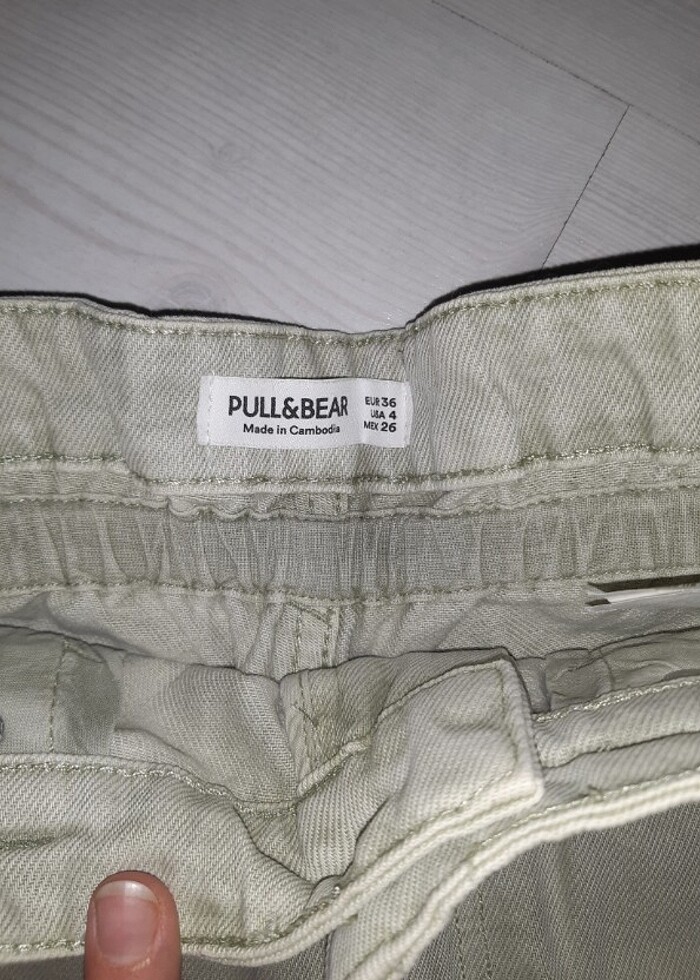 PULL&BEAR
Made in Cambodia
EUR 36
USA 4
MEX 26